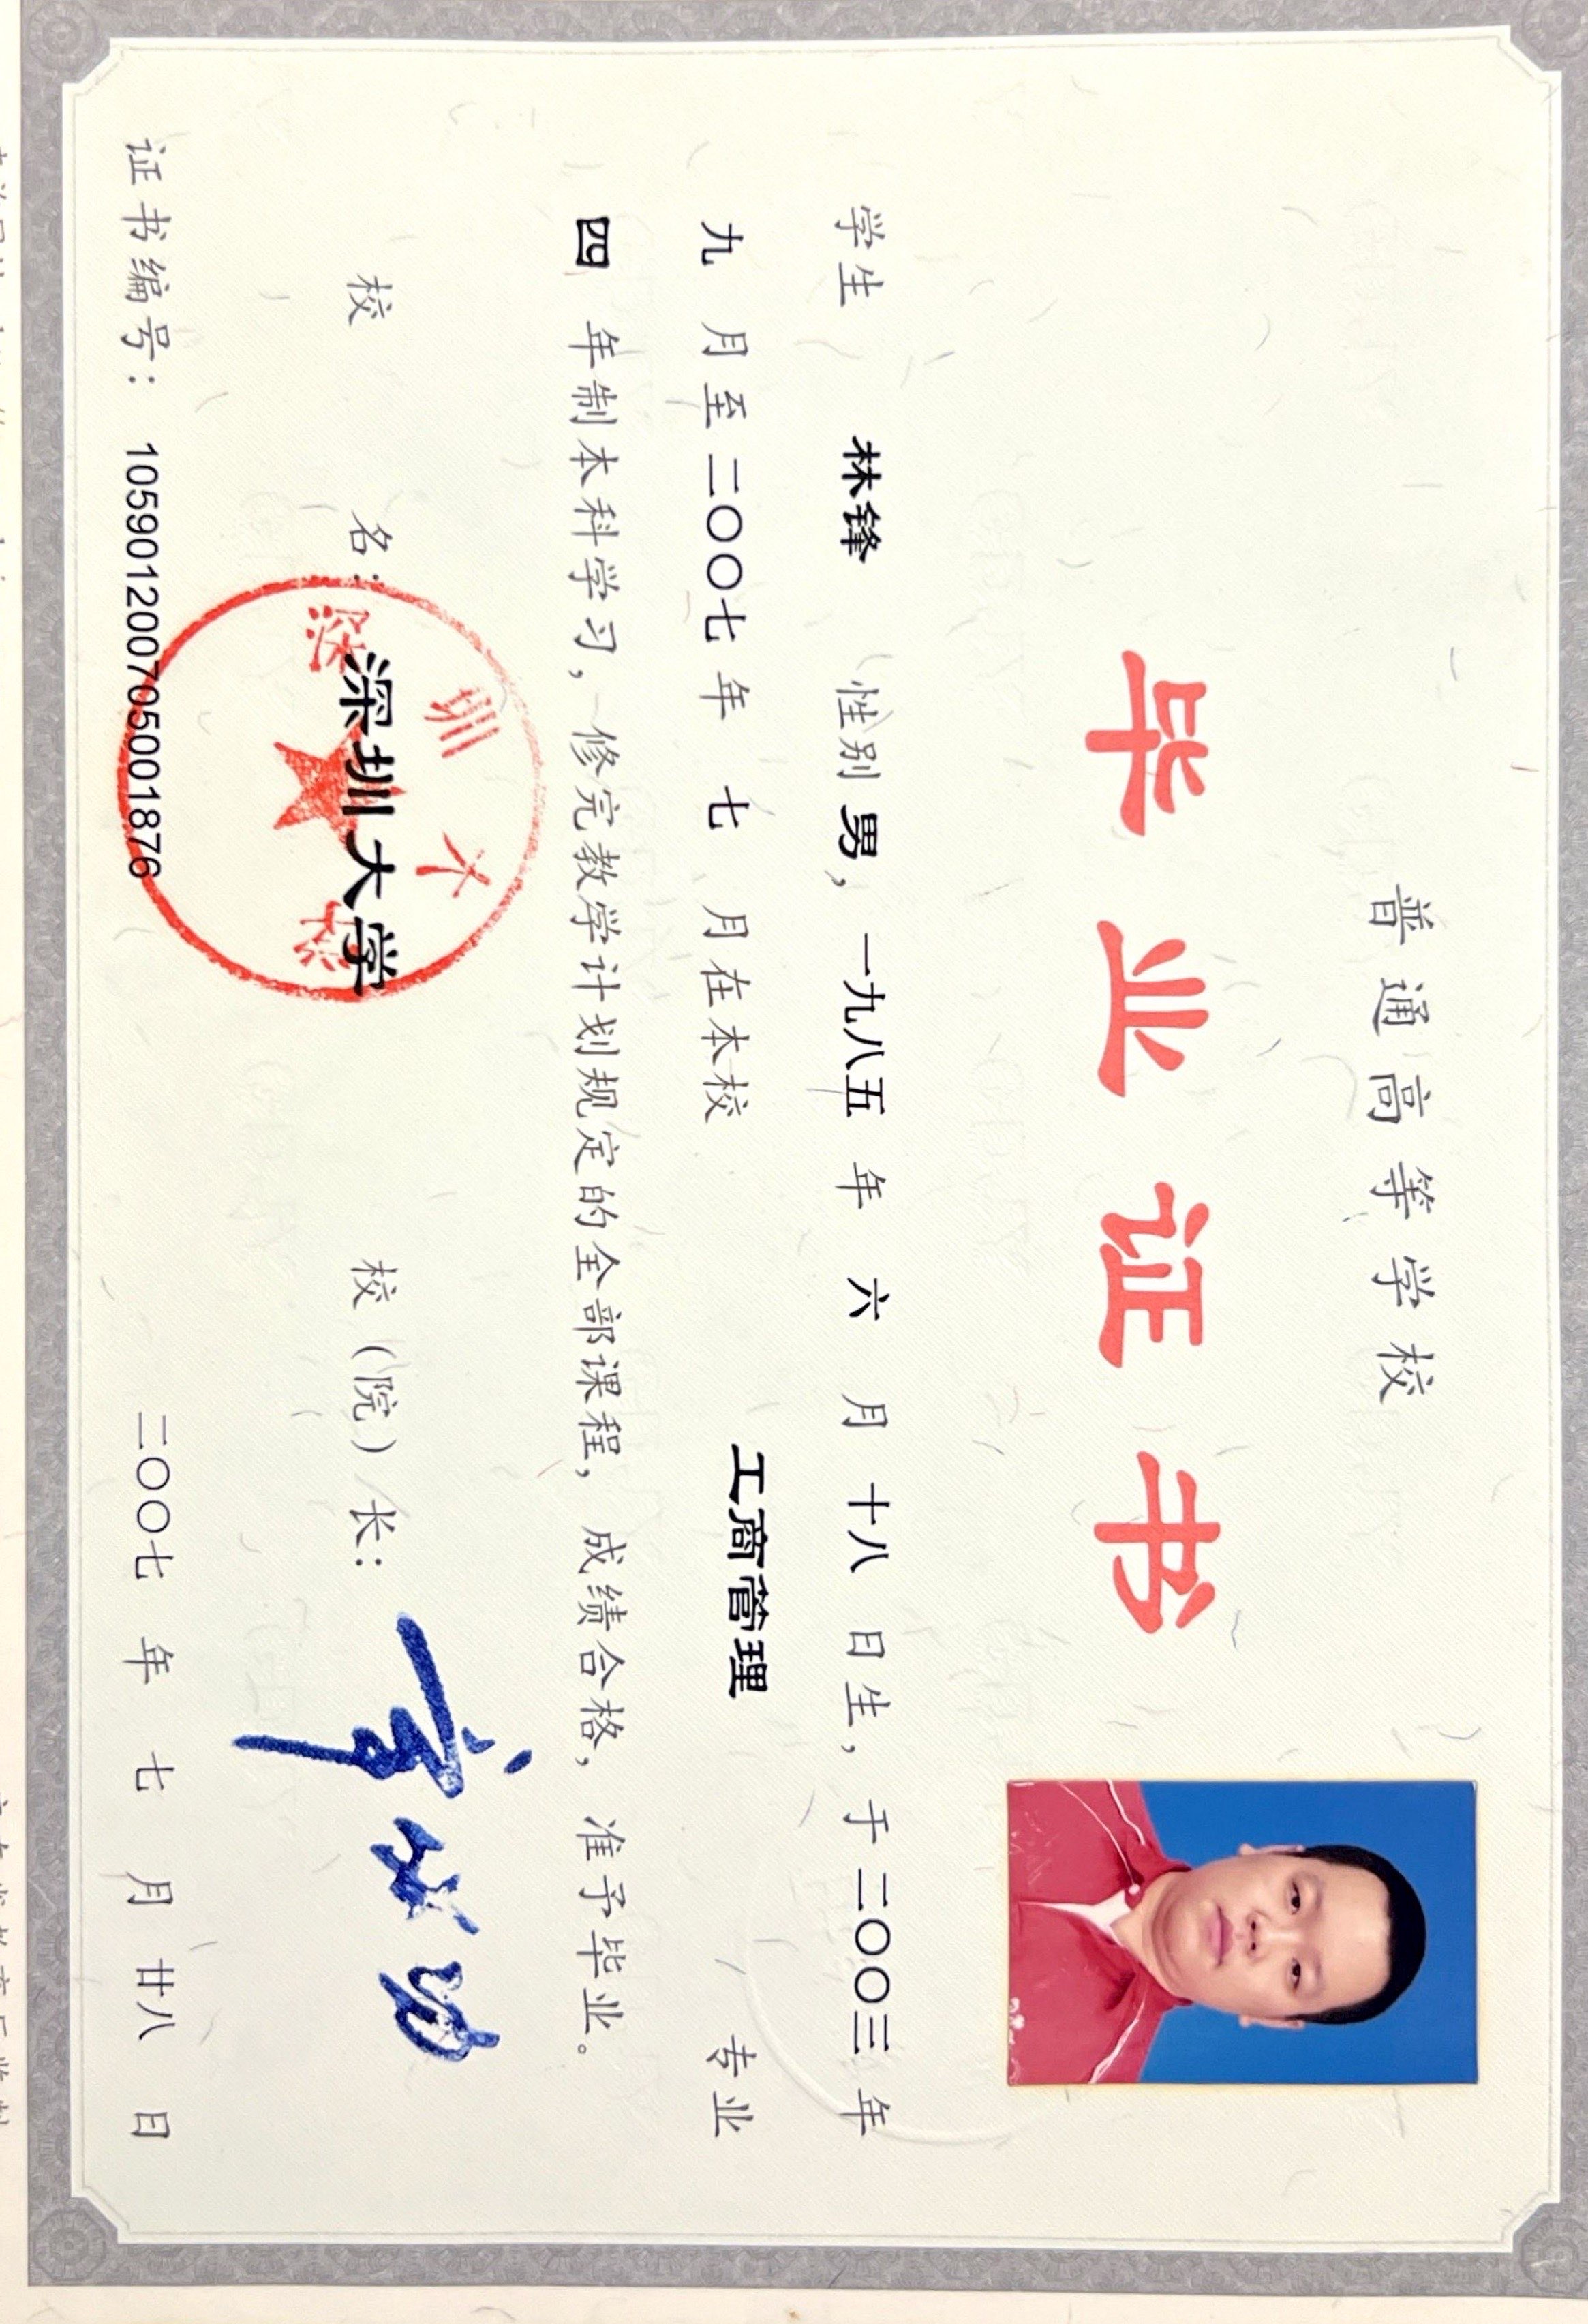 普通高等学校
毕业证书
学生 林锋 性别 男，一九八五 年 六 月 十八 日生，于 二〇〇三 年
九 月至 二〇〇七 年 七 月在本校 工商管理 专业
四 年制本科学习，修完教学计划规定的全部课程，成绩合格，准予毕业。
校 名： 深圳大学 校（院）长：
深圳大学
证书编号： 105901200705001876 二〇〇七 年 七 月 廿八 日